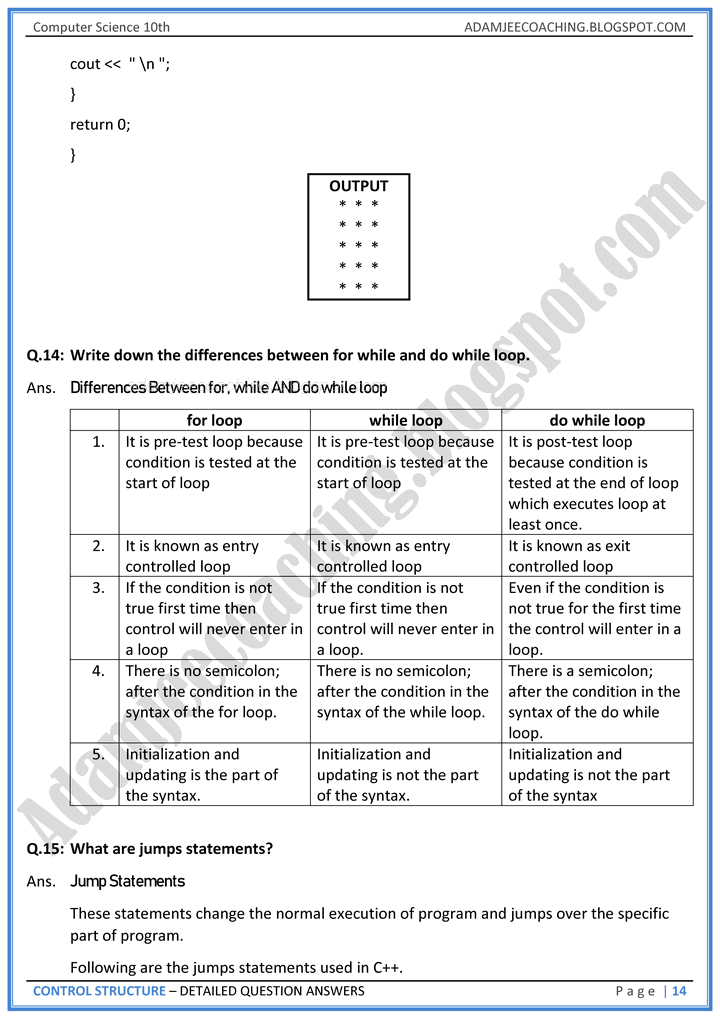 Computer Science 10th ADAMJEECOACHING.BLOGSPOT.COM
cout << " \n ";
}
return 0;
}
OUTPUT
* * *
* * *
* * *
* * *
* * *
Q.14: Write down the differences between for while and do while loop.
Ans. Differences Between for, while AND do while loop
for loop while loop do while loop
1. It is pre-test loop because It is pre-test loop because It is post-test loop
condition is tested at the condition is tested at the because condition is
start of loop start of loop tested at the end of loop
which executes loop at
least once.
2. It is known as entry It is known as entry It is known as exit
controlled loop controlled loop controlled loop
3. If the condition is not If the condition is not Even if the condition is
true first time then true first time then not true for the first time
control will never enter in control will never enter in the control will enter in a
a loop a loop. loop.
4. There is no semicolon; There is no semicolon; There is a semicolon;
after the condition in the after the condition in the after the condition in the
syntax of the for loop. syntax of the while loop. syntax of the do while
loop.
5. Initialization and Initialization and Initialization and
updating is the part of updating is not the part updating is not the part
the syntax. of the syntax. of the syntax
Q.15: What are jumps statements?
Ans. Jump Statements
These statements change the normal execution of program and jumps over the specific
part of program.
Following are the jumps statements used in C++.
CONTROL STRUCTURE – DETAILED QUESTION ANSWERS Page | 14
Adamjeecoaching.blogspot.com